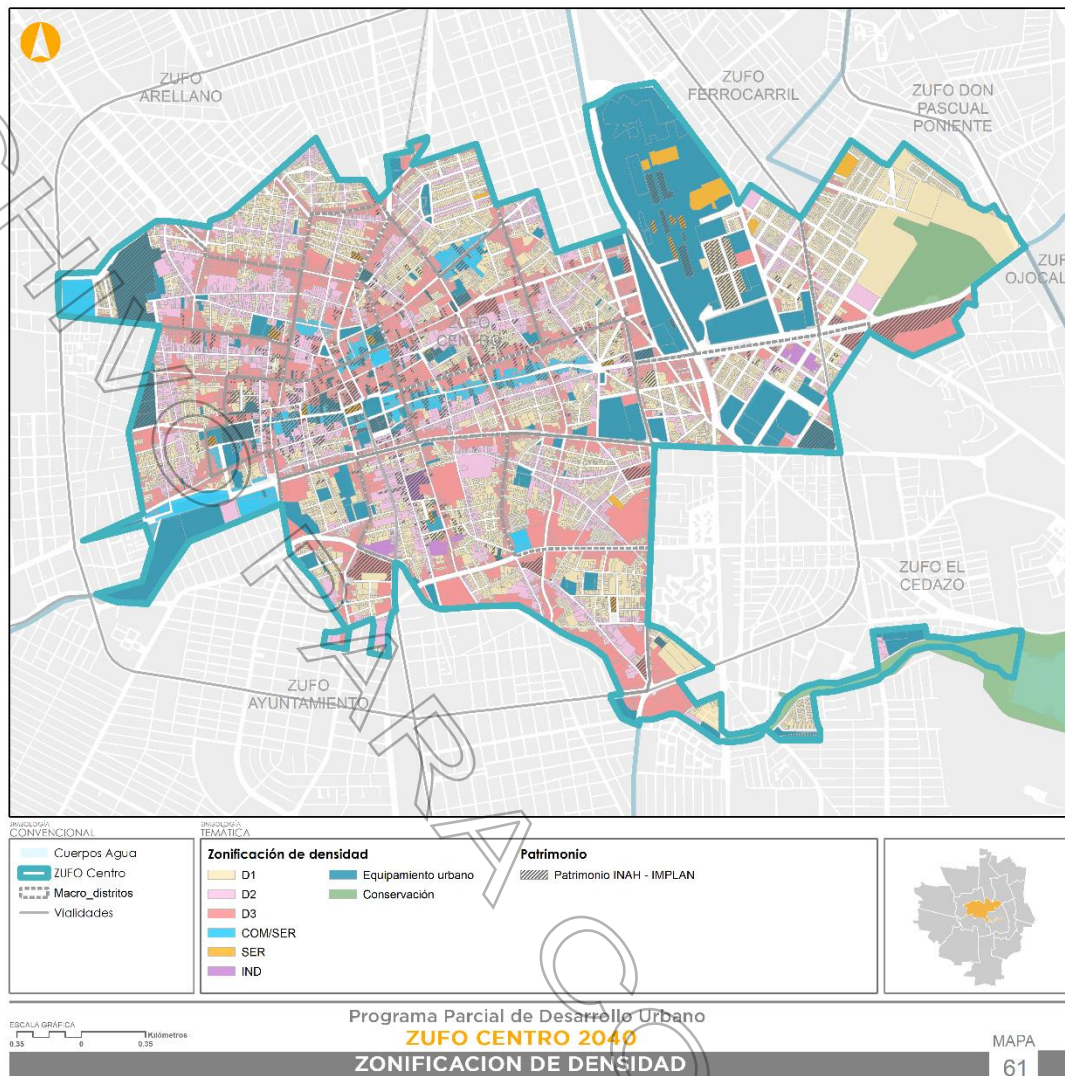 ZUFO
ARELLANO
ZUFO
FERROCARRIL
ZUFO DON
PASCUAL
PONIENTE
ZUFO
OJOCAL
ZUFO
CENTRO
ZUFO EL
CEDAZO
ZUFO
AYUNTAMIENTO
SIMBOLOGÍA
CONVENCIONAL
Cuerpos Agua
ZUFO Centro
Macro_distritos
Vialidades
SIMBOLOGÍA
TEMÁTICA
Zonificación de densidad
D1
D2
D3
COM/SER
SER
IND
Equipamiento urbano
Conservación
Patrimonio
Patrimonio INAH - IMPLAN
ESCALA GRÁFICA
Kilómetros
0.35 0 0.35
Programa Parcial de Desarrollo Urbano
ZUFO CENTRO 2040
ZONIFICACION DE DENSIDAD
MAPA
61